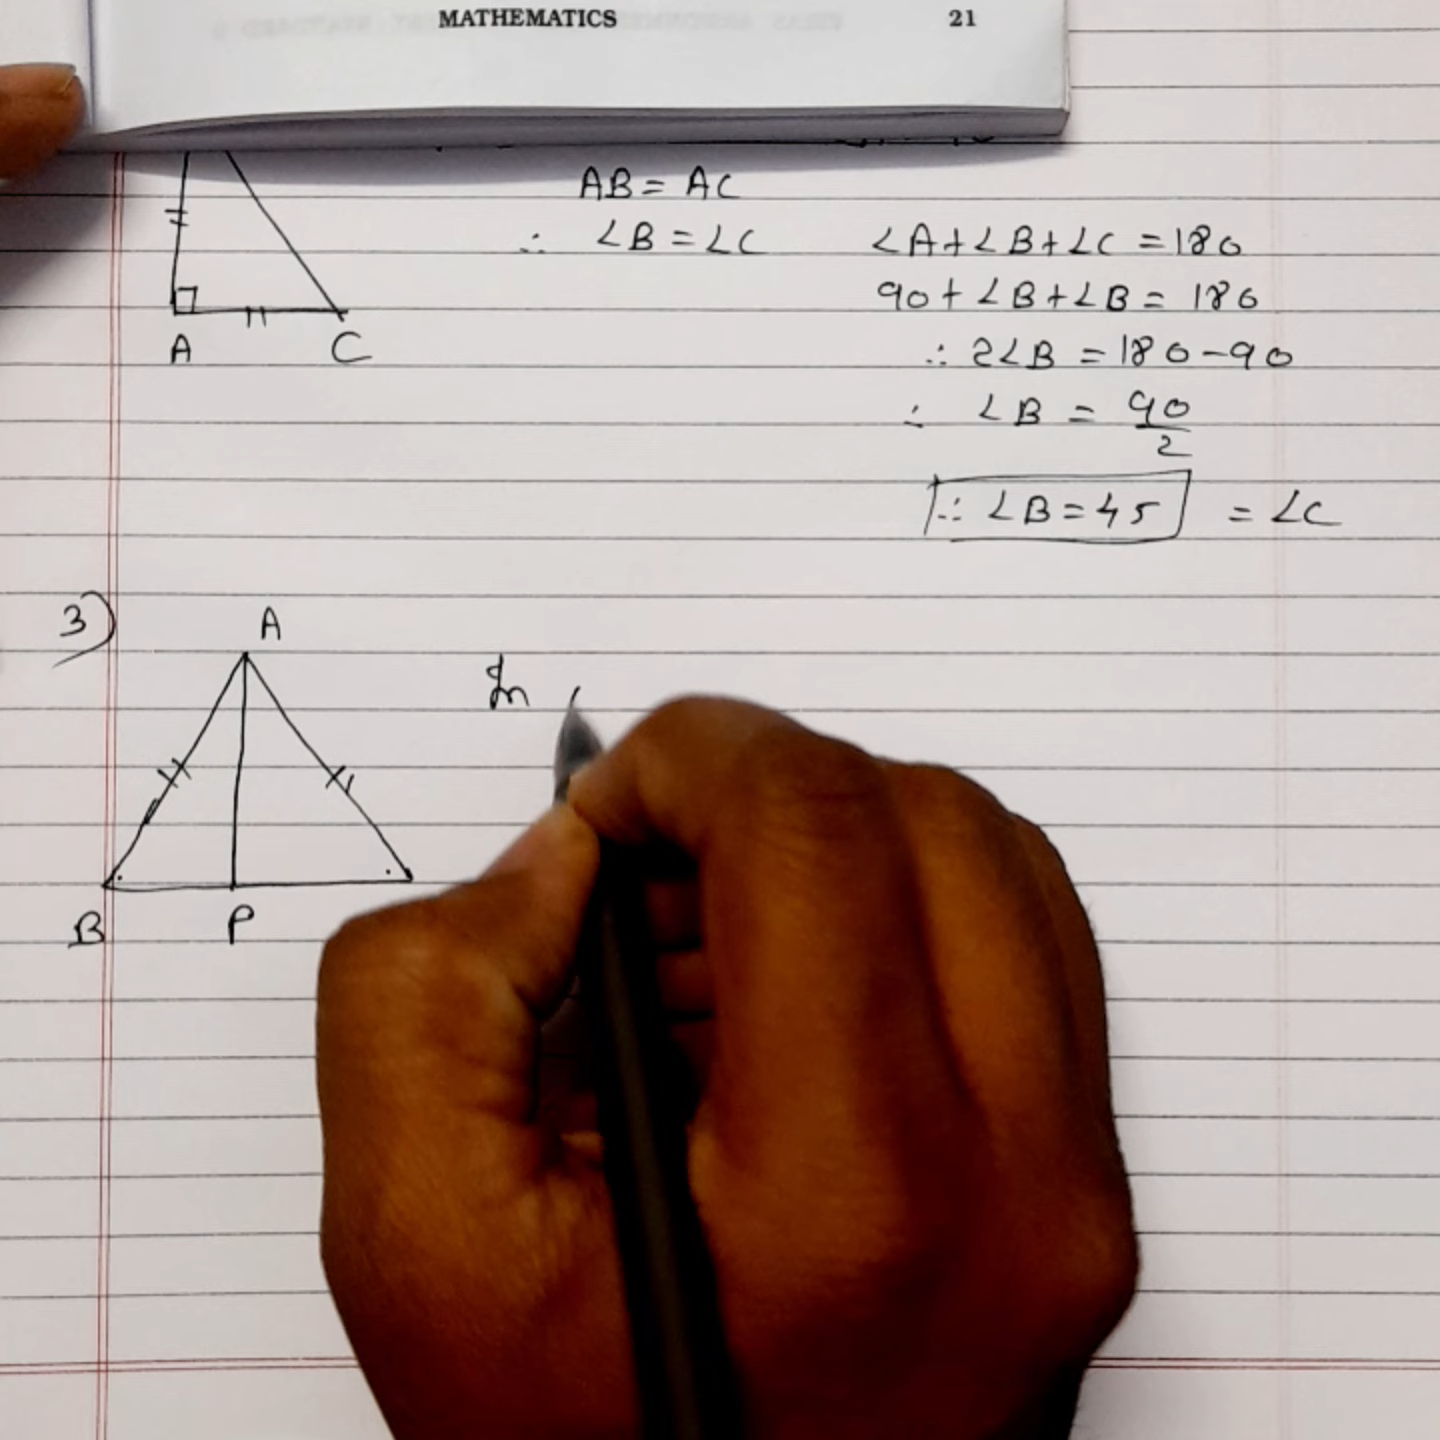 MATHEMATICS 21
AB = AC
∴ ∠B = ∠C
∠A+∠B+∠C = 180
90+∠B+∠B = 180
∴ 2∠B = 180-90
∴ ∠B = 90/2
∴ ∠B = 45 = ∠C
A C
3)
A
In
B P